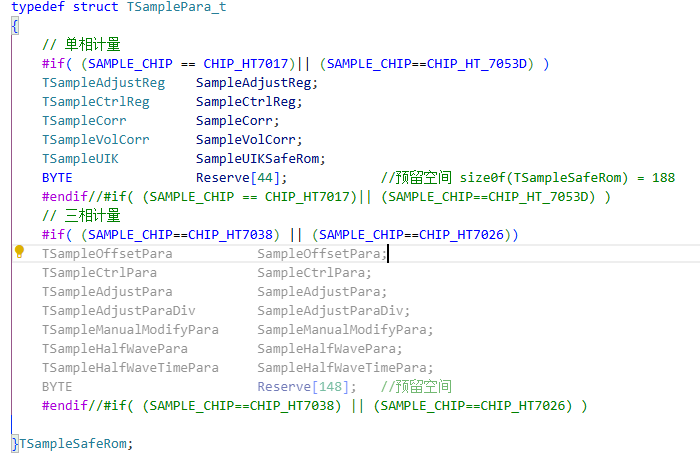 typedef struct TSamplePara_t
{
// 单相计量
#if( (SAMPLE_CHIP == CHIP_HT7017)|| (SAMPLE_CHIP==CHIP_HT_7053D) )
TSampleAdjustReg SampleAdjustReg;
TSampleCtrlReg SampleCtrlReg;
TSampleCorr SampleCorr;
TSampleVolCorr SampleVolCorr;
TSampleUIK SampleUIKSafeRom;
BYTE Reserve[44]; //预留空间 size0f(TSampleSafeRom) = 188
#endif//#if( (SAMPLE_CHIP == CHIP_HT7017)|| (SAMPLE_CHIP==CHIP_HT_7053D) )
// 三相计量
#if( (SAMPLE_CHIP==CHIP_HT7038) || (SAMPLE_CHIP==CHIP_HT7026))
TSampleOffsetPara SampleOffsetPara;
TSampleCtrlPara SampleCtrlPara;
TSampleAdjustPara SampleAdjustPara;
TSampleAdjustParaDiv SampleAdjustParaDiv;
TSampleManualModifyPara SampleManualModifyPara;
TSampleHalfWavePara SampleHalfWavePara;
TSampleHalfWaveTimePara SampleHalfWaveTimePara;
BYTE Reserve[148]; //预留空间
#endif//#if( (SAMPLE_CHIP==CHIP_HT7038) || (SAMPLE_CHIP==CHIP_HT7026) )
}TSampleSafeRom;